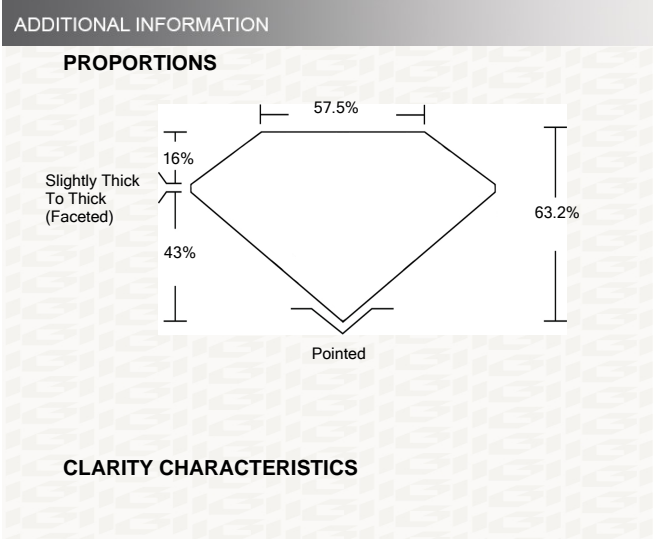 ADDITIONAL INFORMATION
PROPORTIONS
57.5%
16%
Slightly Thick
To Thick
(Faceted)
63.2%
43%
Pointed
CLARITY CHARACTERISTICS